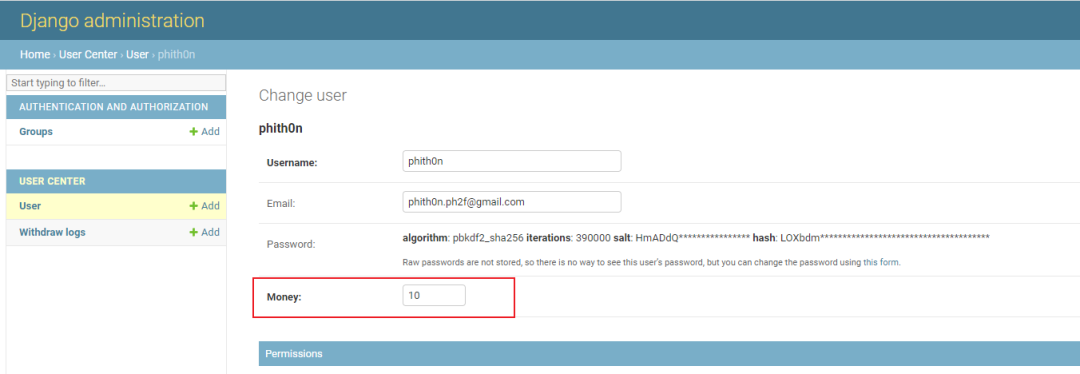 Django administration
Home › User Center › User › phith0n
Start typing to filter...
AUTHENTICATION AND AUTHORIZATION
Groups + Add
USER CENTER
User + Add
Withdraw logs + Add
Change user
phith0n
Username: phith0n
Email: phith0n.ph2f@gmail.com
Password: algorithm: pbkdf2_sha256 iterations: 390000 salt: HmADdQ**************** hash: LOXbdm**************************************
Raw passwords are not stored, so there is no way to see this user's password, but you can change the password using this form.
Money: 10
Permissions